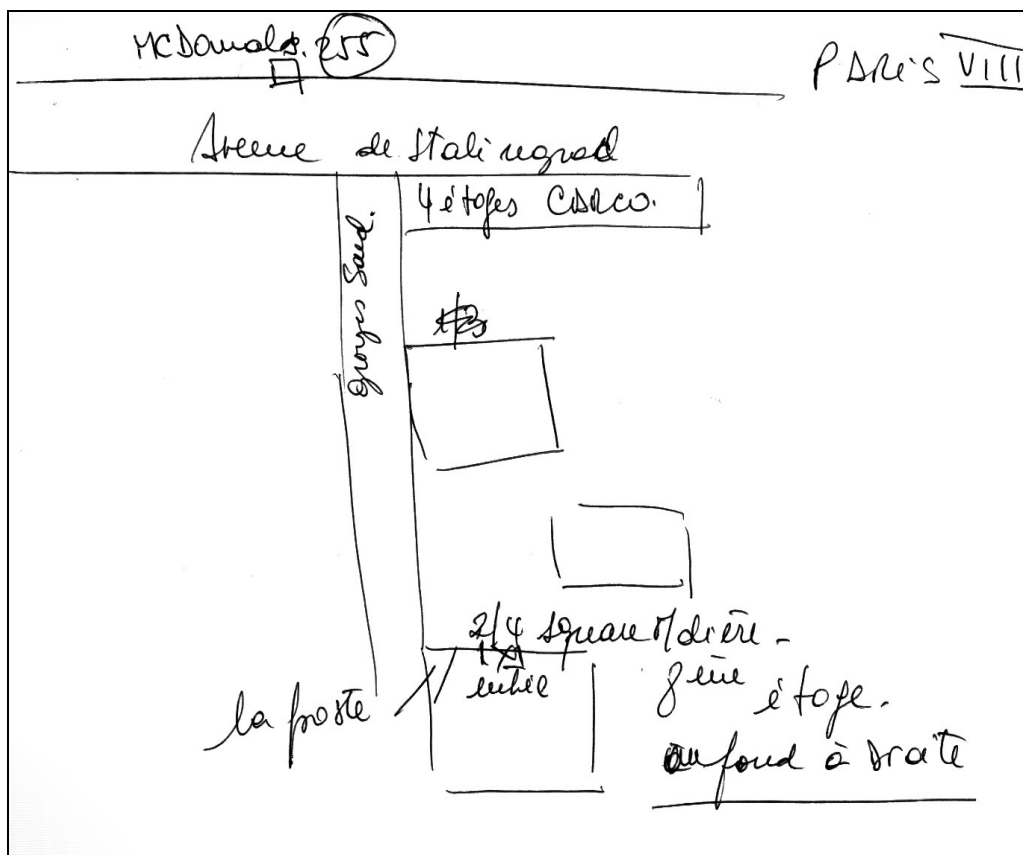 McDonald's. 255
PARIS VIII
Avenue de Stalingrad
4 étages CARCO.
Georges Sand.
2/4 square Molière -
entrée
8ème étage.
la poste
au fond à Droite